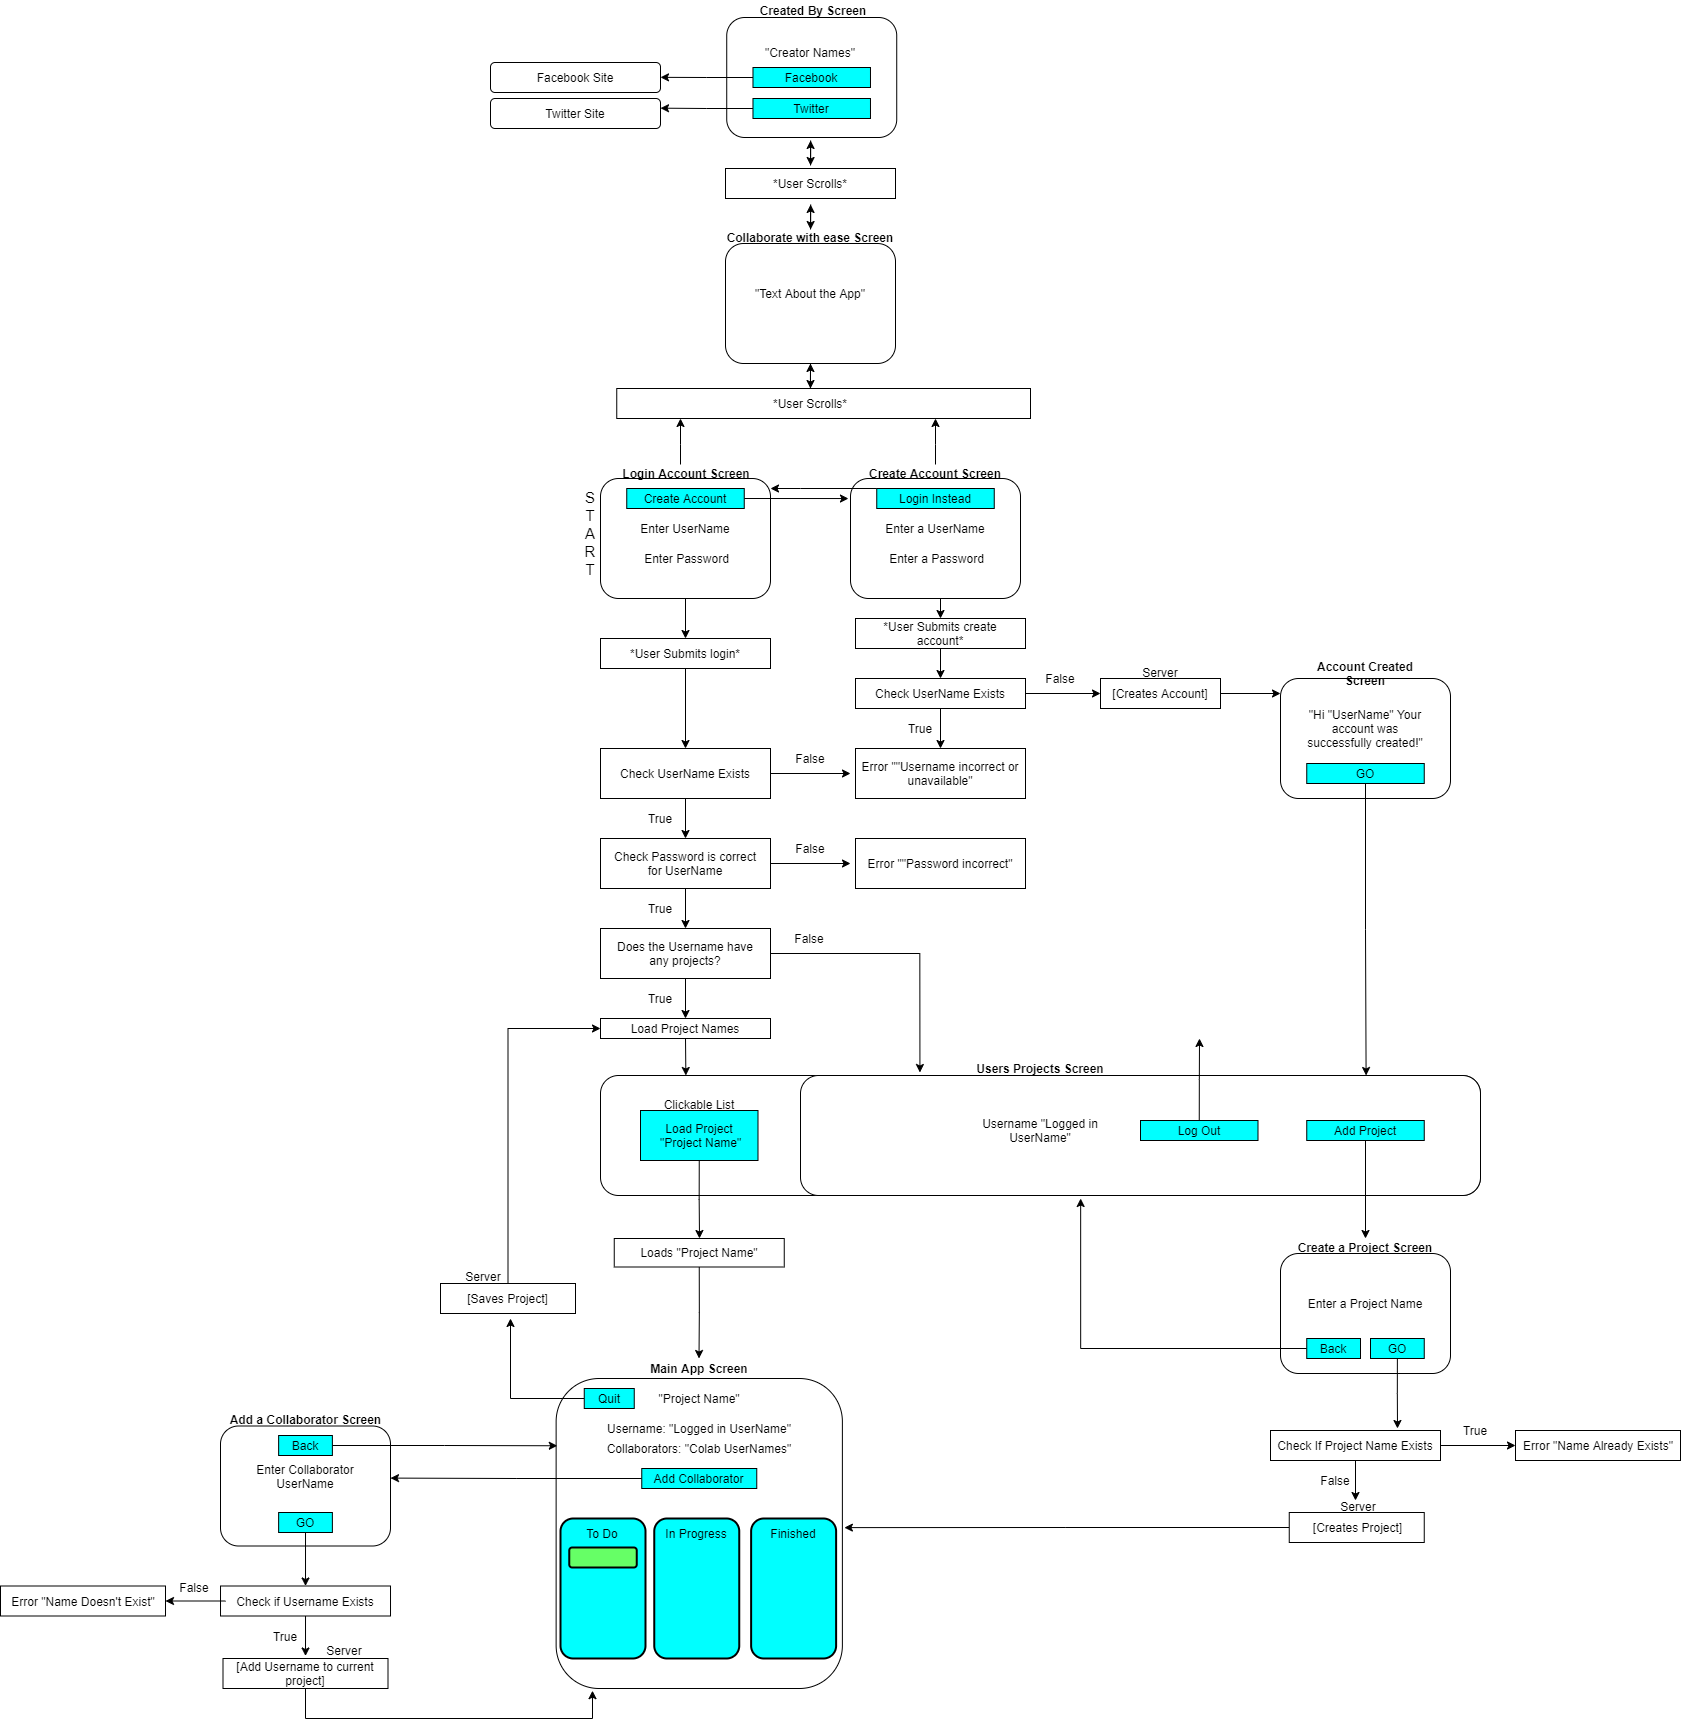 Created By Screen
"Creator Names"
Facebook
Facebook Site
Twitter
Twitter Site
*User Scrolls*
Collaborate with ease Screen
"Text About the App"
*User Scrolls*
Login Account Screen
Create Account Screen
S
T
A
R
T
Create Account
Login Instead
Enter UserName
Enter a UserName
Enter Password
Enter a Password
*User Submits create
account*
*User Submits login*
Check UserName Exists
False
Server
[Creates Account]
Account Created
Screen
"Hi "UserName" Your
account was
successfully created!"
GO
True
Check UserName Exists
False
Error ""Username incorrect or
unavailable"
True
Check Password is correct
for UserName
False
Error ""Password incorrect"
True
Does the Username have
any projects?
False
True
Load Project Names
Users Projects Screen
Clickable List
Load Project
"Project Name"
Username "Logged in
UserName"
Log Out
Add Project
Loads "Project Name"
Create a Project Screen
Enter a Project Name
Back
GO
Server
[Saves Project]
Main App Screen
Quit
"Project Name"
Username: "Logged in UserName"
Collaborators: "Colab UserNames"
Add Collaborator
To Do
In Progress
Finished
Add a Collaborator Screen
Back
Enter Collaborator
UserName
GO
Check If Project Name Exists
True
Error "Name Already Exists"
False
Server
[Creates Project]
Check if Username Exists
False
Error "Name Doesn't Exist"
True
Server
[Add Username to current
project]